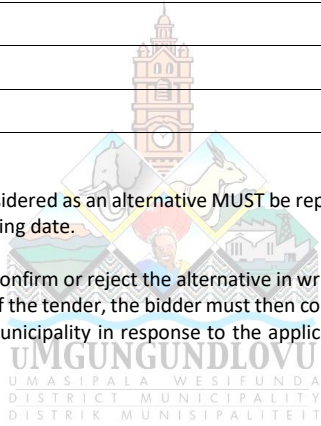 sidered as an alternative MUST be rep
ing date.
onfirm or reject the alternative in wr
f the tender, the bidder must then co
unicipality in response to the applic
uMGUNGUNDLOVU
UMASIPALA WESIFUNDA
DISTRICT MUNICIPALITY
DISTRIK MUNISIPALITEIT